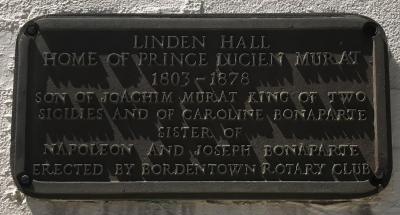 LINDEN HALL
HOME OF PRINCE LUCIEN MURAT
1803-1878
SON OF JOACHIM MURAT KING OF TWO
SICILIES AND OF CAROLINE BONAPARTE
SISTER OF
NAPOLEON AND JOSEPH BONAPARTE
ERECTED BY BORDENTOWN ROTARY CLUB